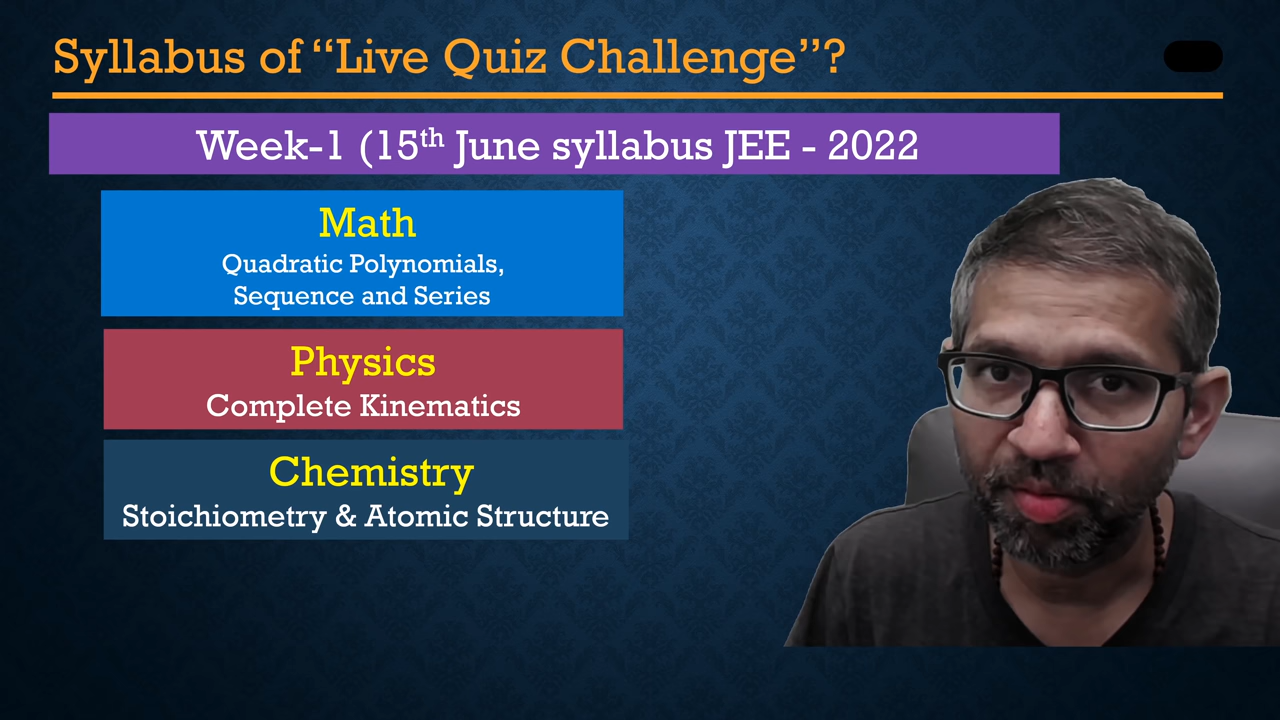 Syllabus of “Live Quiz Challenge”?
Week-1 (15th June syllabus JEE - 2022
Math
Quadratic Polynomials,
Sequence and Series
Physics
Complete Kinematics
Chemistry
Stoichiometry & Atomic Structure